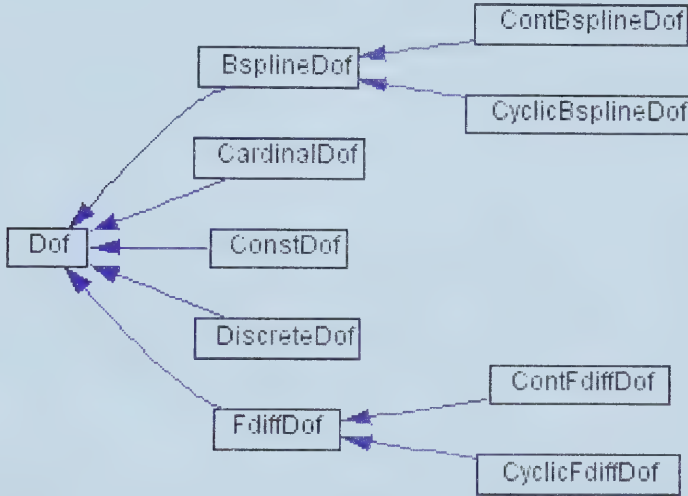 ContBsplineDof
BsplineDof
CyclicBsplineDof
CardinalDof
Dof
ConstDof
DiscreteDof
ContFdiffDof
FdiffDof
CyclicFdiffDof